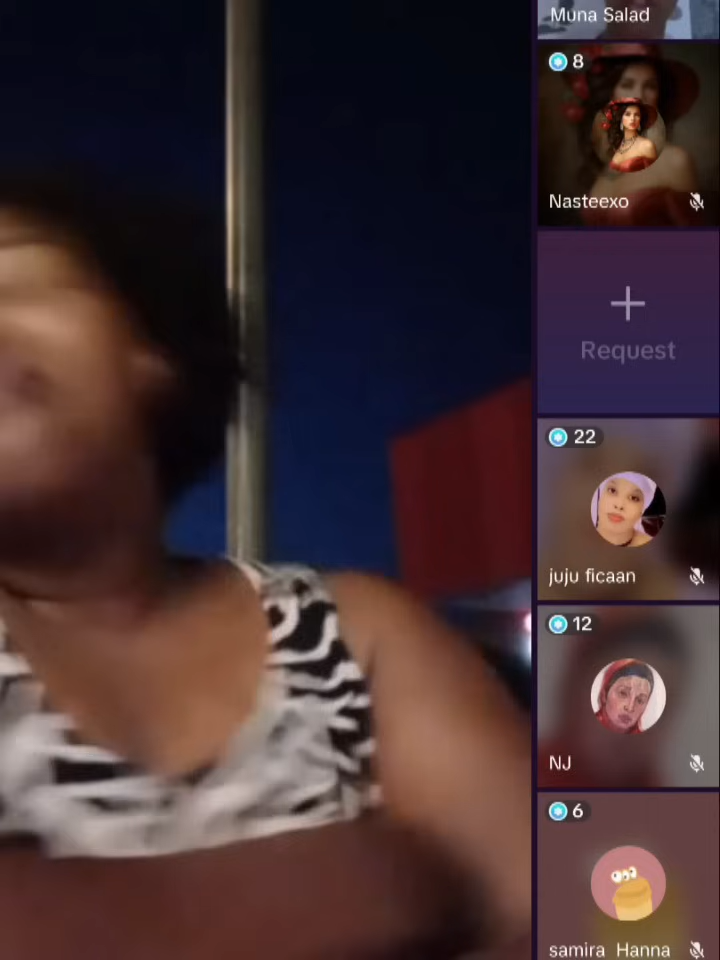 Muna Salad
8
Nasteexo
Request
22
juju ficaan
12
NJ
6
samira Hanna